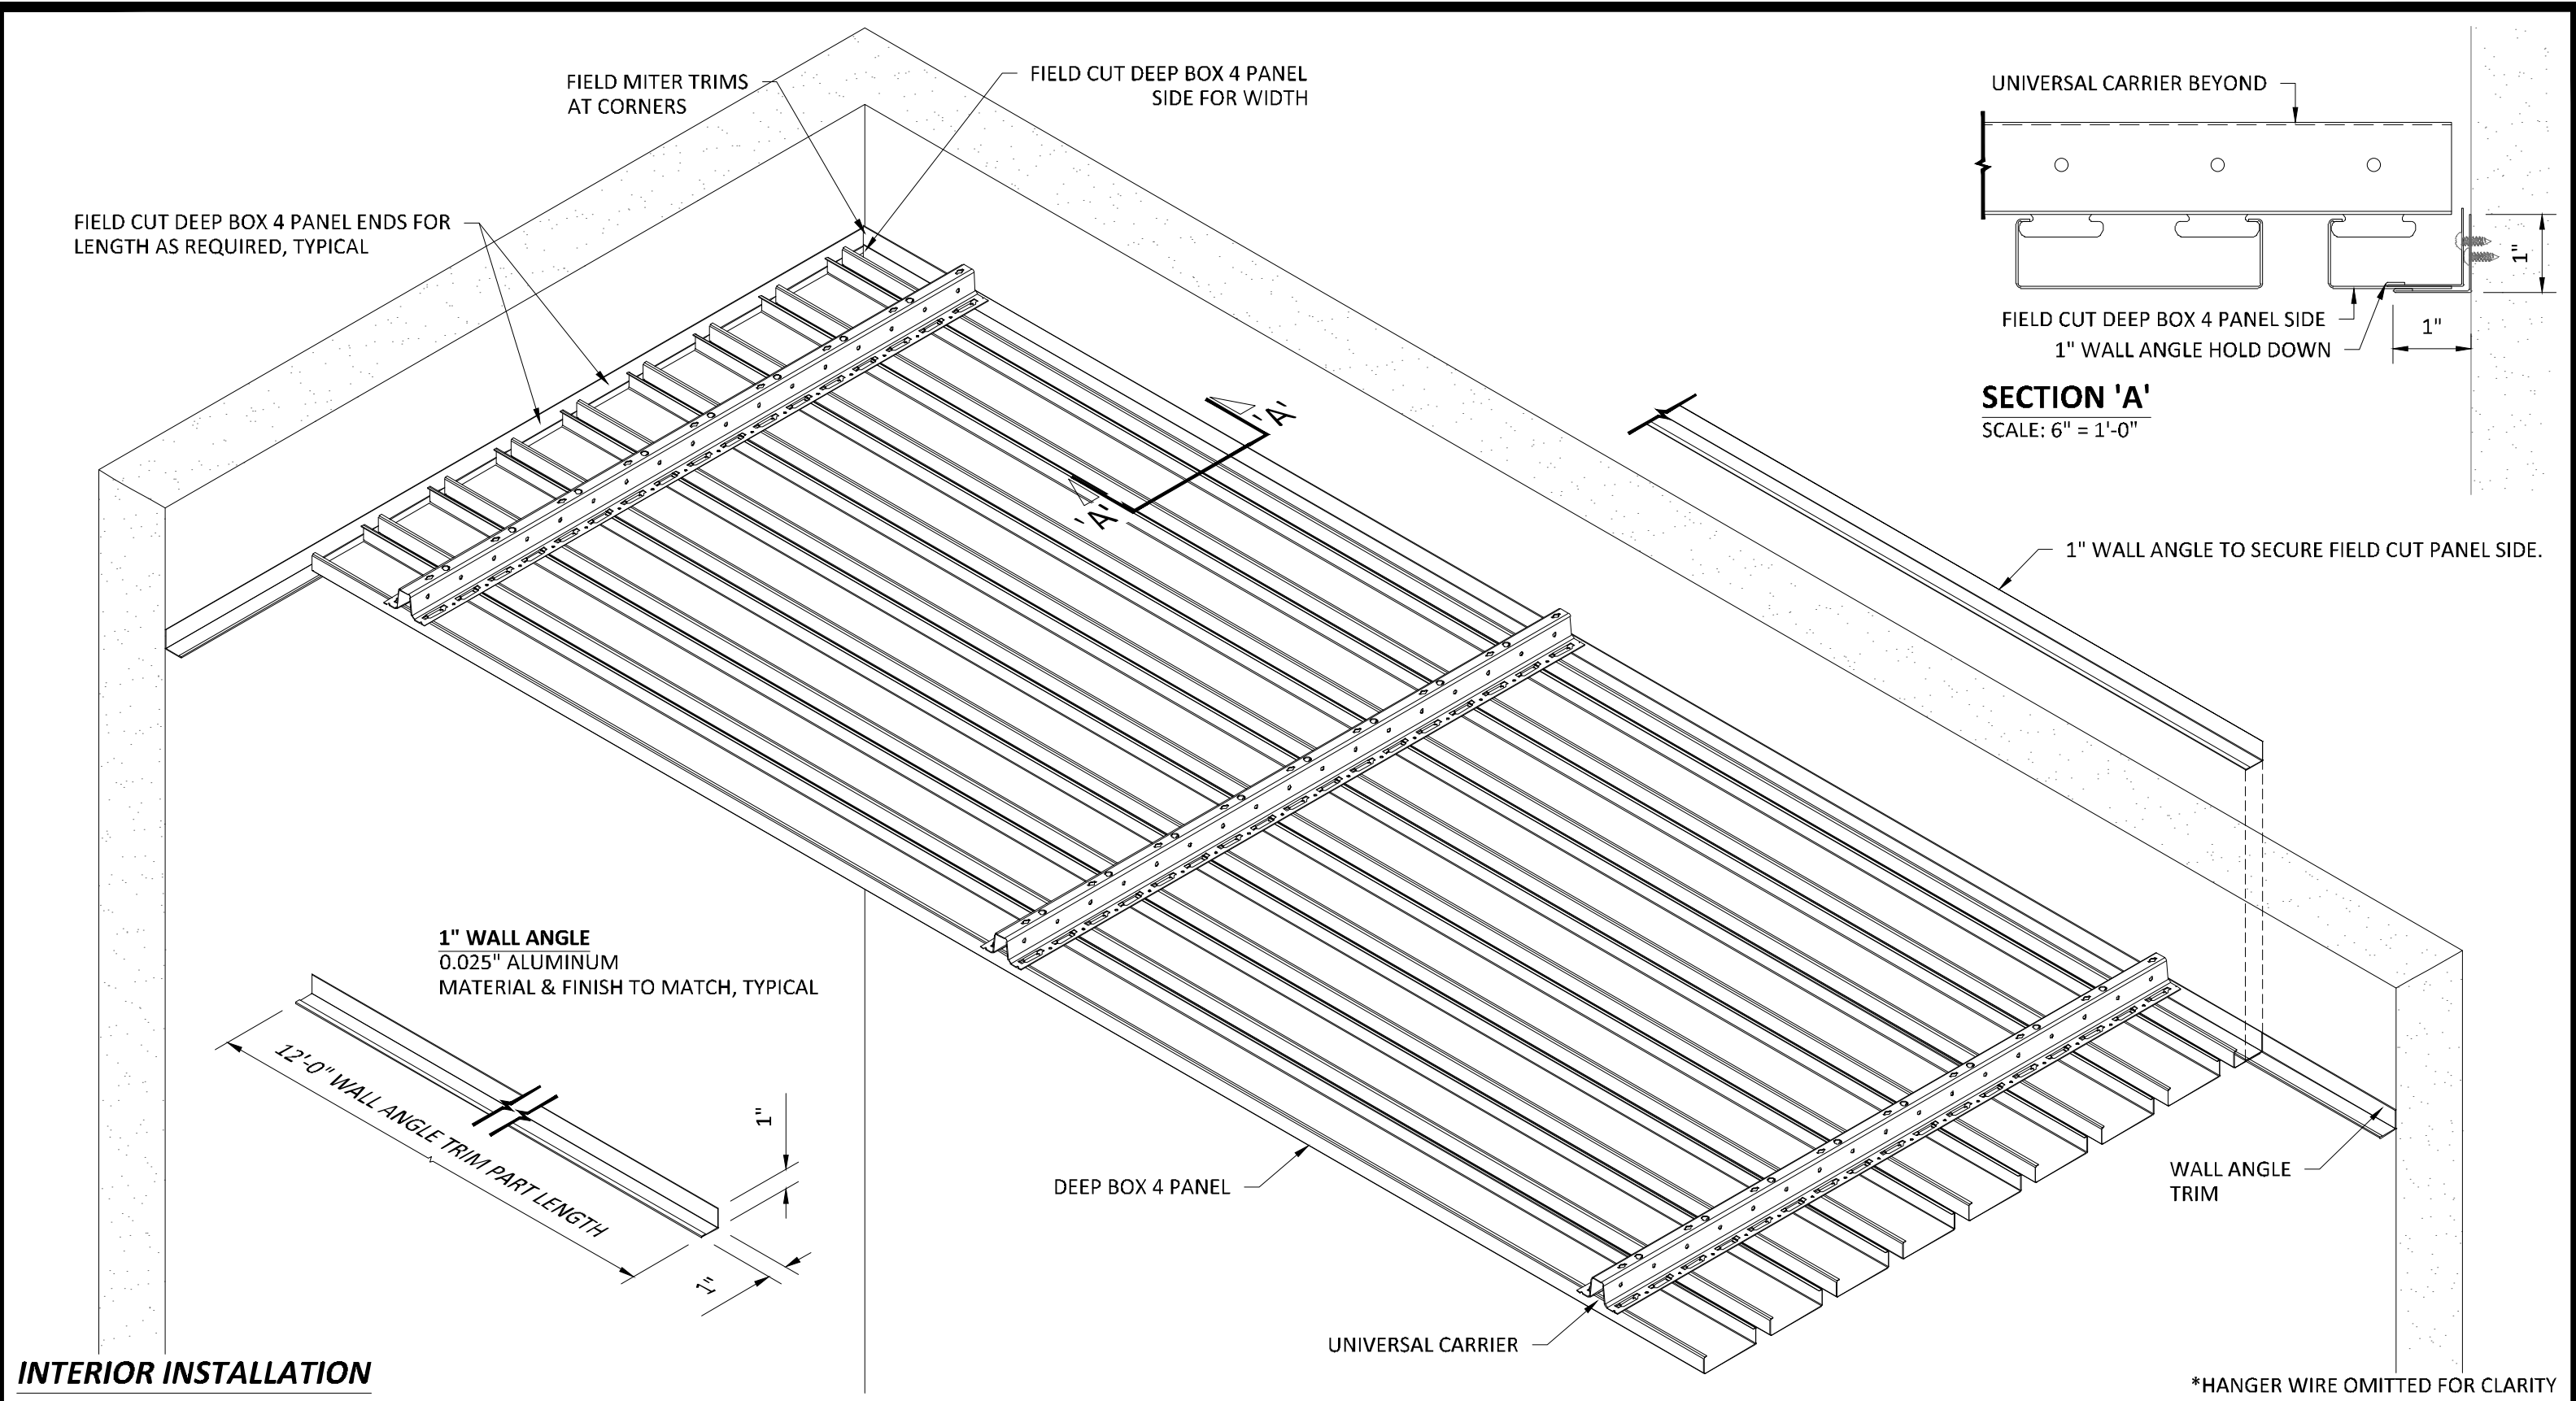 FIELD MITER TRIMS
AT CORNERS
FIELD CUT DEEP BOX 4 PANEL
SIDE FOR WIDTH
UNIVERSAL CARRIER BEYOND
FIELD CUT DEEP BOX 4 PANEL ENDS FOR
LENGTH AS REQUIRED, TYPICAL
1"
FIELD CUT DEEP BOX 4 PANEL SIDE
1"
1" WALL ANGLE HOLD DOWN
SECTION 'A'
SCALE: 6" = 1'-0"
'A'
'A'
1" WALL ANGLE TO SECURE FIELD CUT PANEL SIDE.
1" WALL ANGLE
0.025" ALUMINUM
MATERIAL & FINISH TO MATCH, TYPICAL
12'-0" WALL ANGLE TRIM PART LENGTH
1"
1"
DEEP BOX 4 PANEL
WALL ANGLE
TRIM
UNIVERSAL CARRIER
INTERIOR INSTALLATION
*HANGER WIRE OMITTED FOR CLARITY